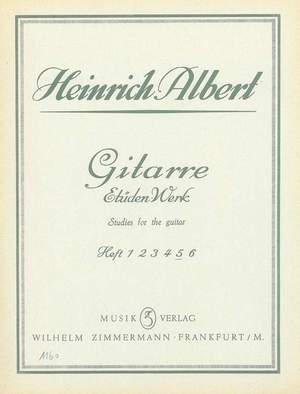 Heinrich Albert
Gitarre
Etüden Werk
Studies for the guitar
Heft 1 2 3 4 5 6
MUSIK VERLAG
WILHELM ZIMMERMANN · FRANKFURT/M.